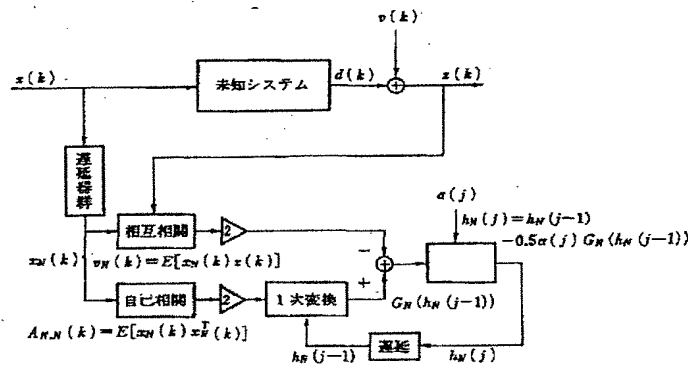 v(k)
x(k)
未知システム
d(k)
z(k)
遅延器群
α(j)
相互相関
2
h_N(j)=h_N(j-1)
-0.5α(j) G_N(h_N(j-1))
x_N(k)
v_N(k)=E[x_N(k) z(k)]
自己相関
2
1次変換
G_N(h_N(j-1))
A_{N,N}(k)=E[x_N(k) x_N^T(k)]
h_N(j-1)
遅延
h_N(j)